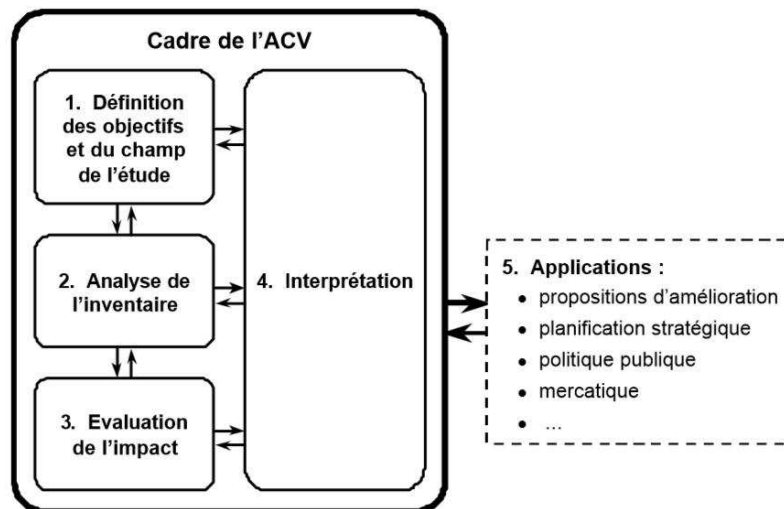 Cadre de l’ACV
1. Définition
des objectifs
et du champ
de l’étude
2. Analyse de
l’inventaire
3. Evaluation
de l’impact
4. Interprétation
5. Applications :
• propositions d’amélioration
• planification stratégique
• politique publique
• mercatique
• ...